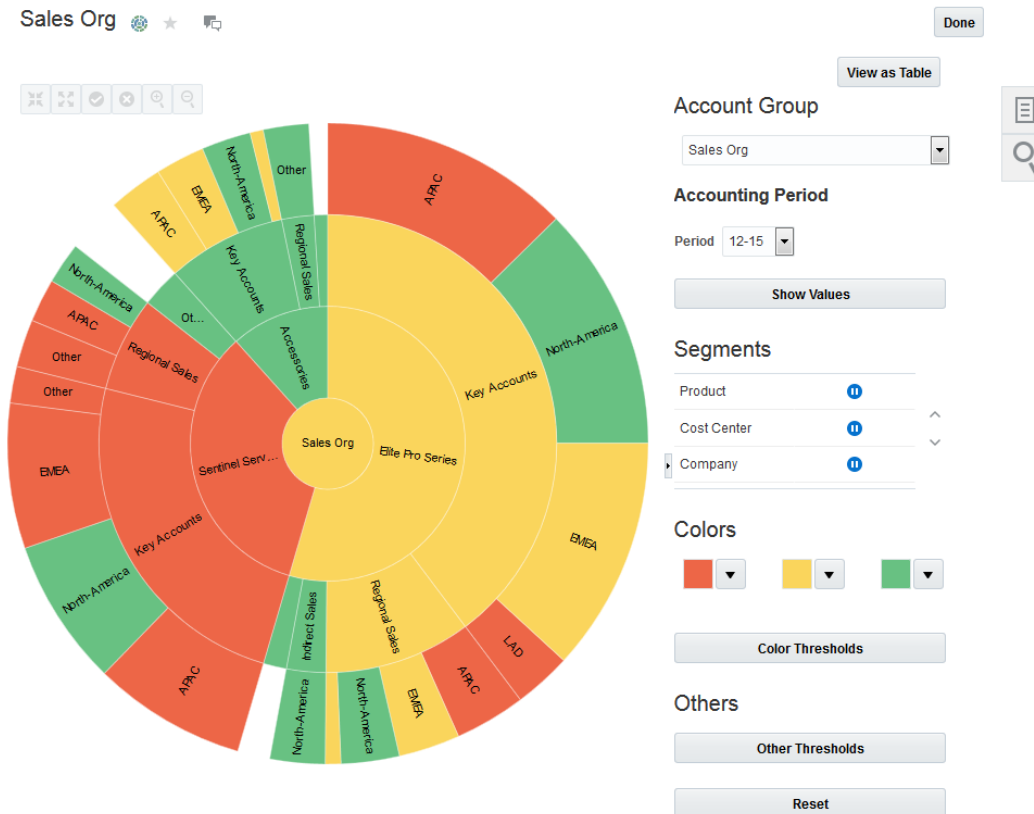 Sales Org
Done
View as Table
Account Group
Sales Org
Accounting Period
Period 12-15
Show Values
Segments
Product
Cost Center
Company
Colors
Color Thresholds
Others
Other Thresholds
Reset
Sales Org
Elite Pro Series
Key Accounts
APAC
North-America
EMEA
LAD
Regional Sales
APAC
EMEA
North-America
Indirect Sales
North-America
Sentinel Serv...
Key Accounts
APAC
North-America
EMEA
Other
Regional Sales
Other
APAC
North-America
Accessories
Ot...
Key Accounts
APAC
EMEA
North-America
Regional Sales
Other